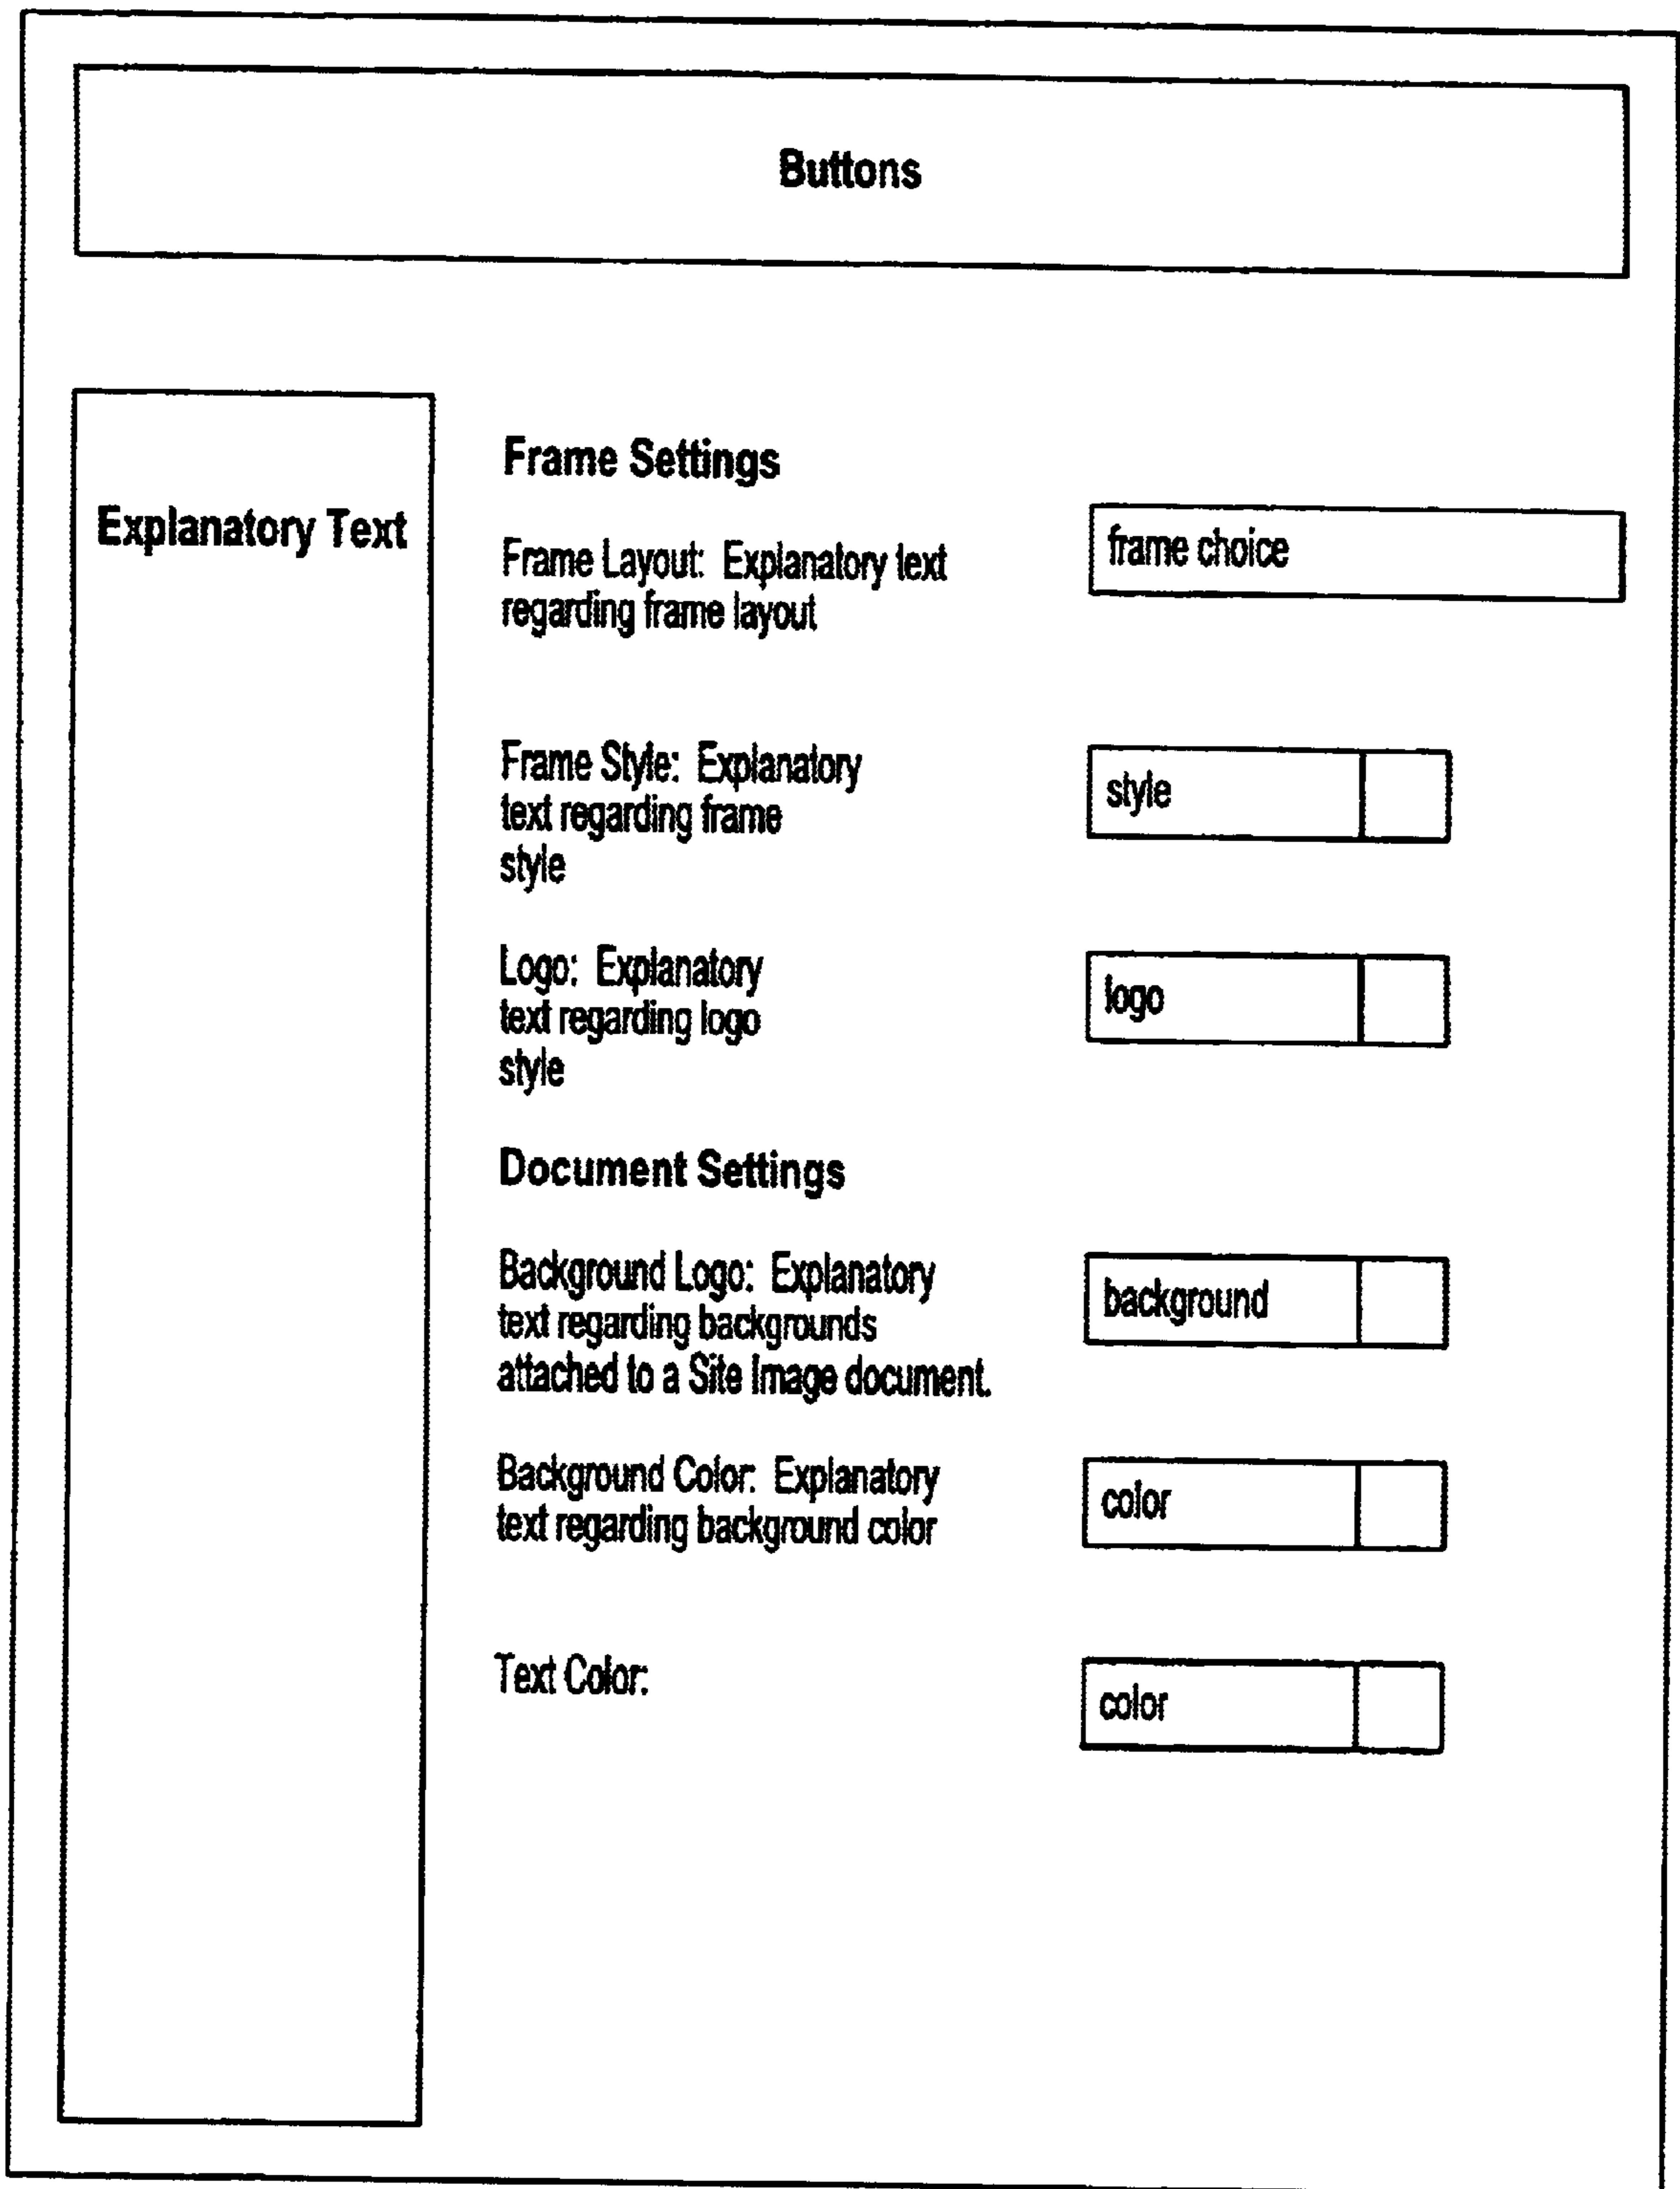 Buttons
Explanatory Text
Frame Settings
Frame Layout: Explanatory text
regarding frame layout
frame choice
Frame Style: Explanatory
text regarding frame
style
style
Logo: Explanatory
text regarding logo
style
logo
Document Settings
Background Logo: Explanatory
text regarding backgrounds
attached to a Site Image document.
background
Background Color: Explanatory
text regarding background color
color
Text Color:
color